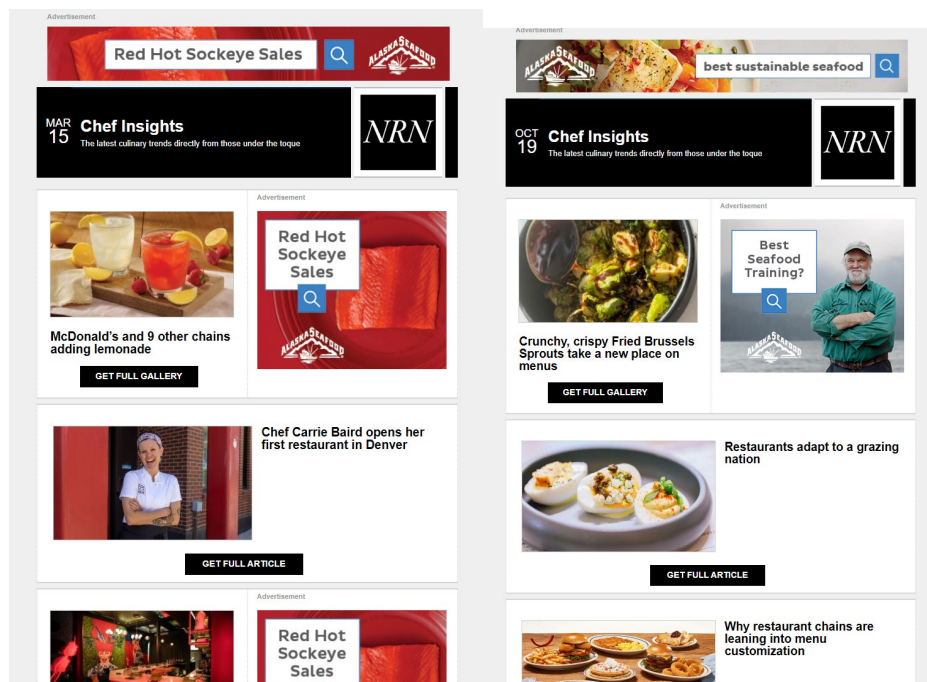 Advertisement
Red Hot Sockeye Sales
ALASKA SEAFOOD
MAR
15
Chef Insights
The latest culinary trends directly from those under the toque
NRN
Advertisement
Red Hot
Sockeye
Sales
ALASKA SEAFOOD
McDonald's and 9 other chains
adding lemonade
GET FULL GALLERY
Chef Carrie Baird opens her
first restaurant in Denver
GET FULL ARTICLE
Advertisement
Red Hot
Sockeye
Sales
Advertisement
ALASKA SEAFOOD
best sustainable seafood
OCT
19
Chef Insights
The latest culinary trends directly from those under the toque
NRN
Advertisement
Best
Seafood
Training?
ALASKA SEAFOOD
Crunchy, crispy Fried Brussels
Sprouts take a new place on
menus
GET FULL GALLERY
Restaurants adapt to a grazing
nation
GET FULL ARTICLE
Why restaurant chains are
leaning into menu
customization